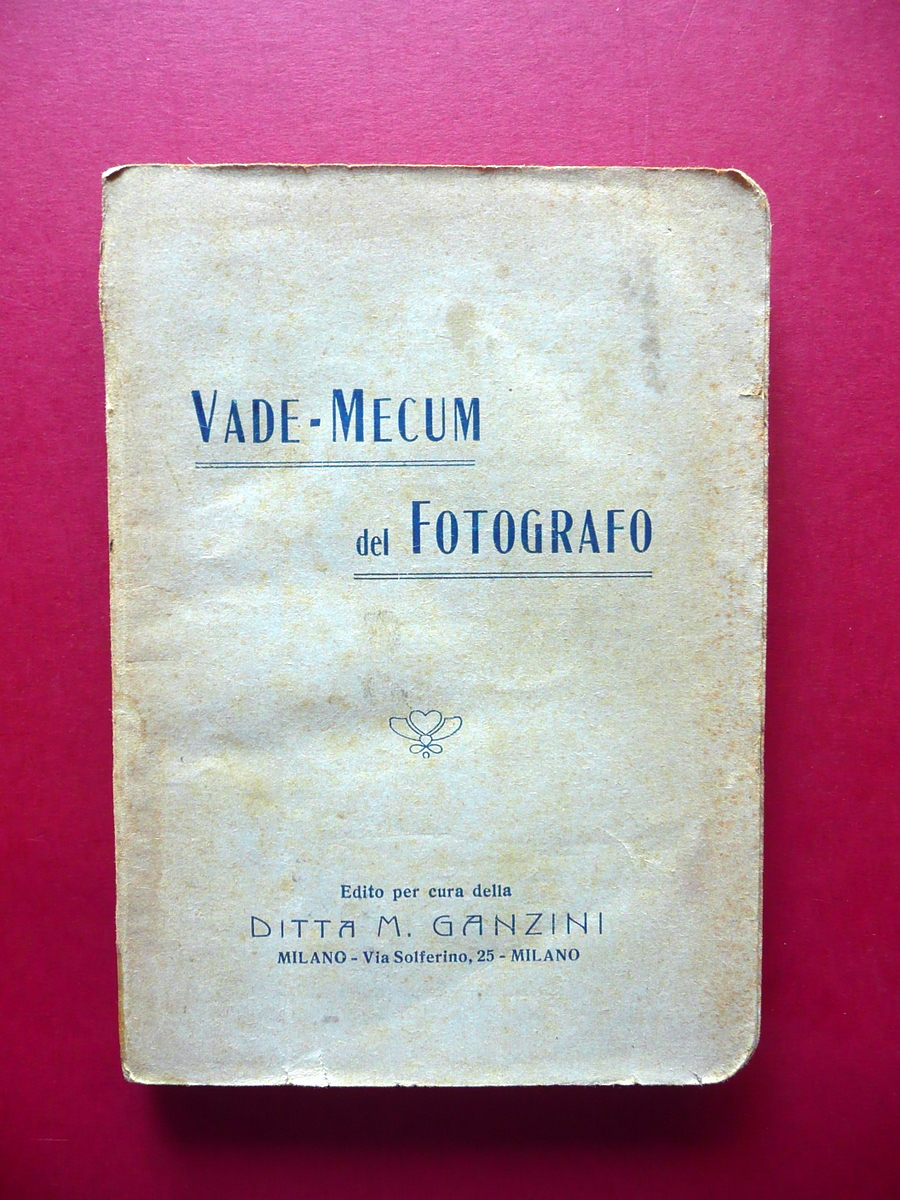 VADE-MECUM
del FOTOGRAFO
Edito per cura della
DITTA M. GANZINI
MILANO - Via Solferino, 25 - MILANO